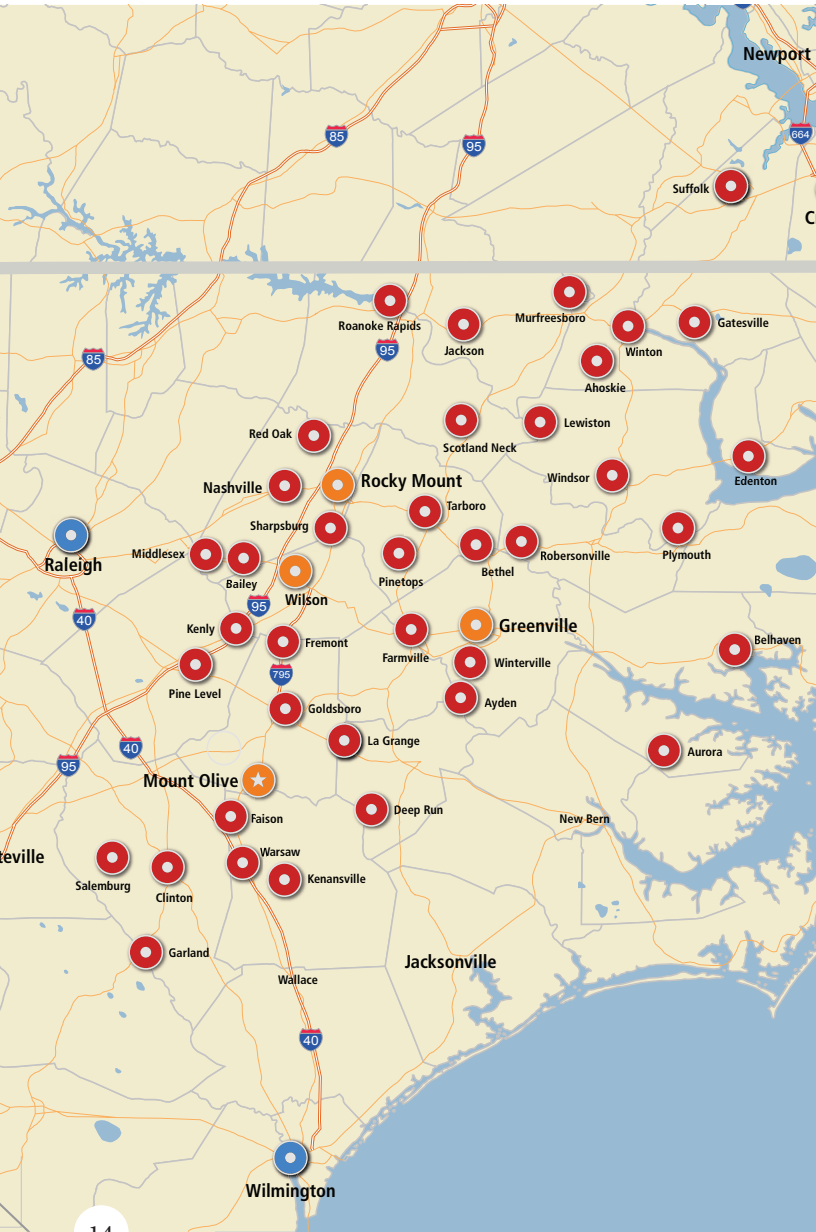 Newport
664
85
95
Suffolk
C
Roanoke Rapids
Murfreesboro
Jackson
Winton
Gatesville
95
85
Ahoskie
Red Oak
Scotland Neck
Lewiston
Nashville
Rocky Mount
Windsor
Edenton
Tarboro
Sharpsburg
Raleigh
Middlesex
Bailey
Pinetops
Bethel
Robersonville
Plymouth
Wilson
95
40
Kenly
Fremont
Farmville
Greenville
Belhaven
Winterville
795
Pine Level
Ayden
Goldsboro
La Grange
Aurora
40
95
Mount Olive
Deep Run
Faison
New Bern
teville
Warsaw
Salemburg
Clinton
Kenansville
Garland
Jacksonville
Wallace
40
Wilmington
14